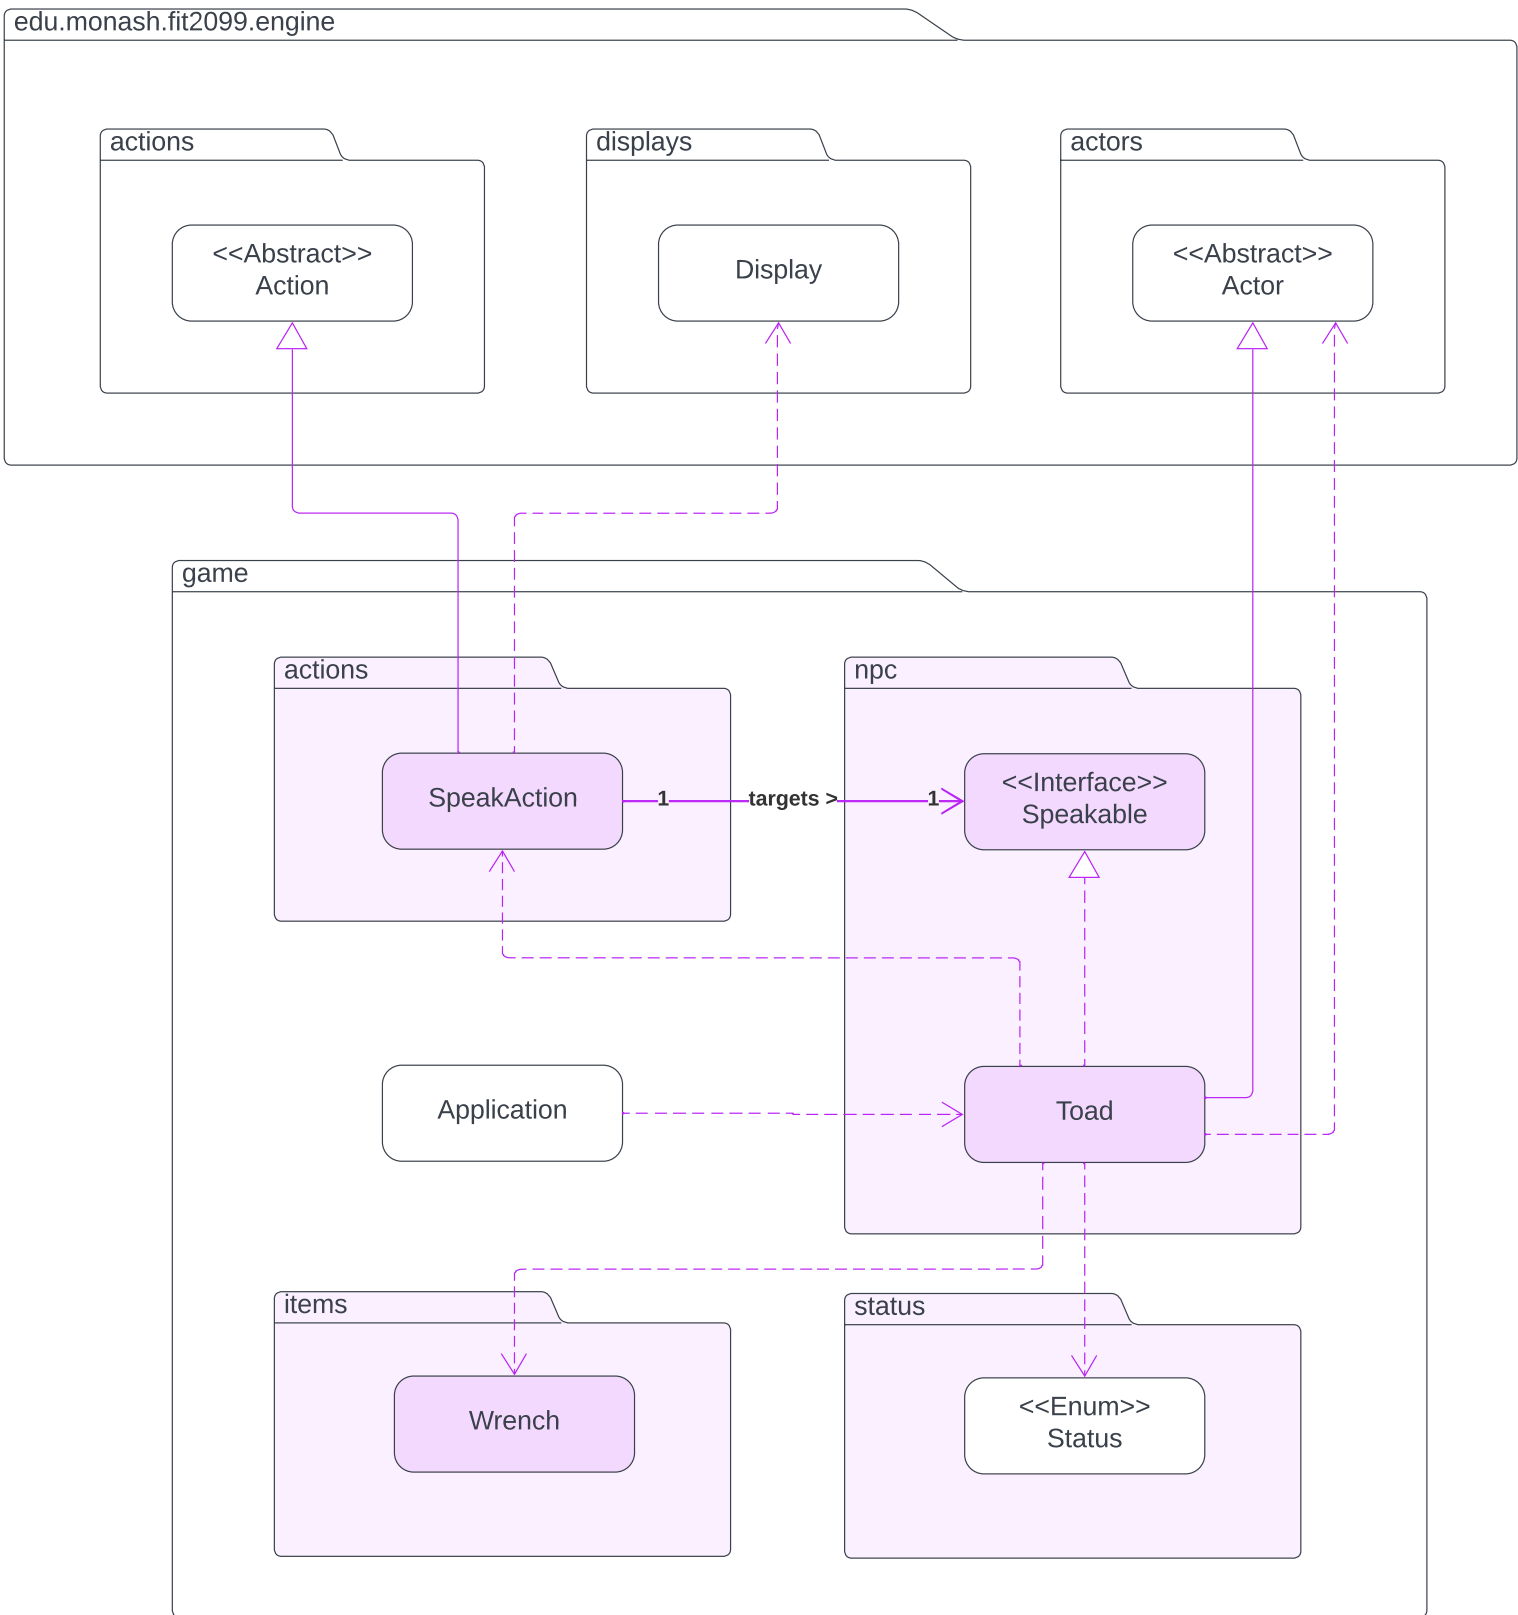 edu.monash.fit2099.engine
actions
displays
actors
<<Abstract>>
Action
Display
<<Abstract>>
Actor
game
actions
npc
SpeakAction
1
targets >
1
<<Interface>>
Speakable
Application
Toad
items
status
Wrench
<<Enum>>
Status